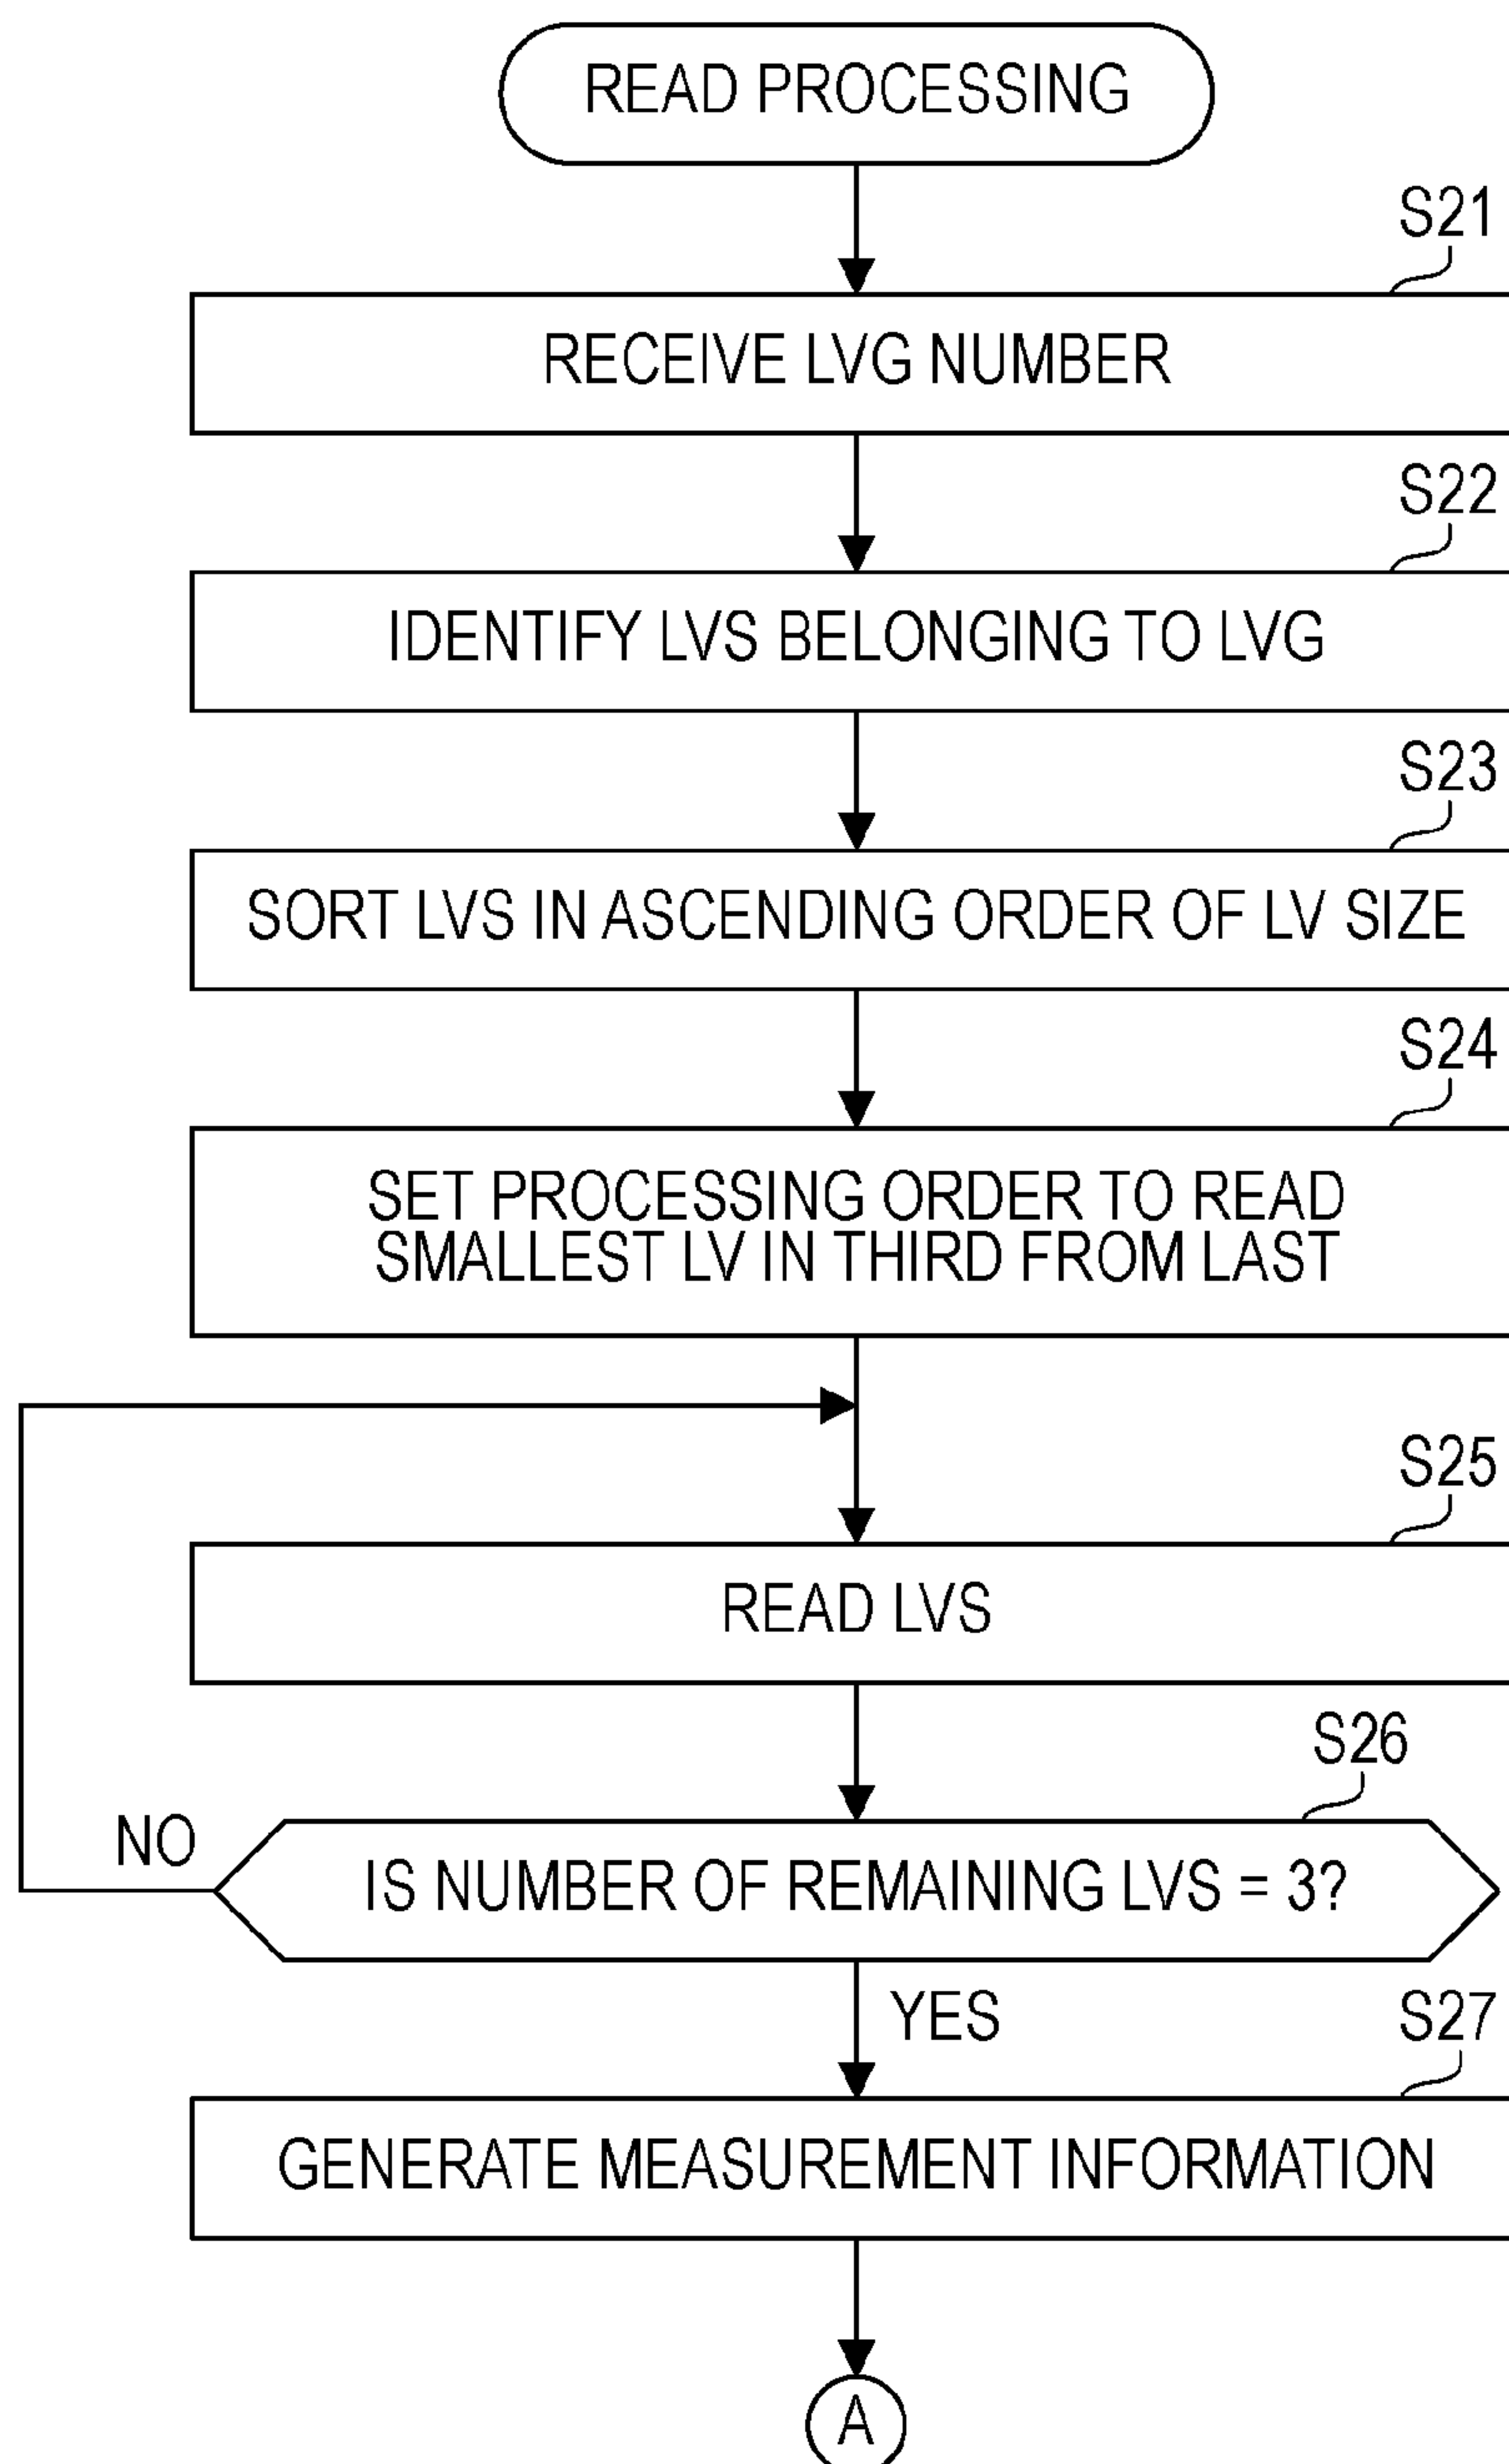 READ PROCESSING
S21
RECEIVE LVG NUMBER
S22
IDENTIFY LVS BELONGING TO LVG
S23
SORT LVS IN ASCENDING ORDER OF LV SIZE
S24
SET PROCESSING ORDER TO READ
SMALLEST LV IN THIRD FROM LAST
S25
READ LVS
S26
NO
IS NUMBER OF REMAINING LVS = 3?
YES
S27
GENERATE MEASUREMENT INFORMATION
A